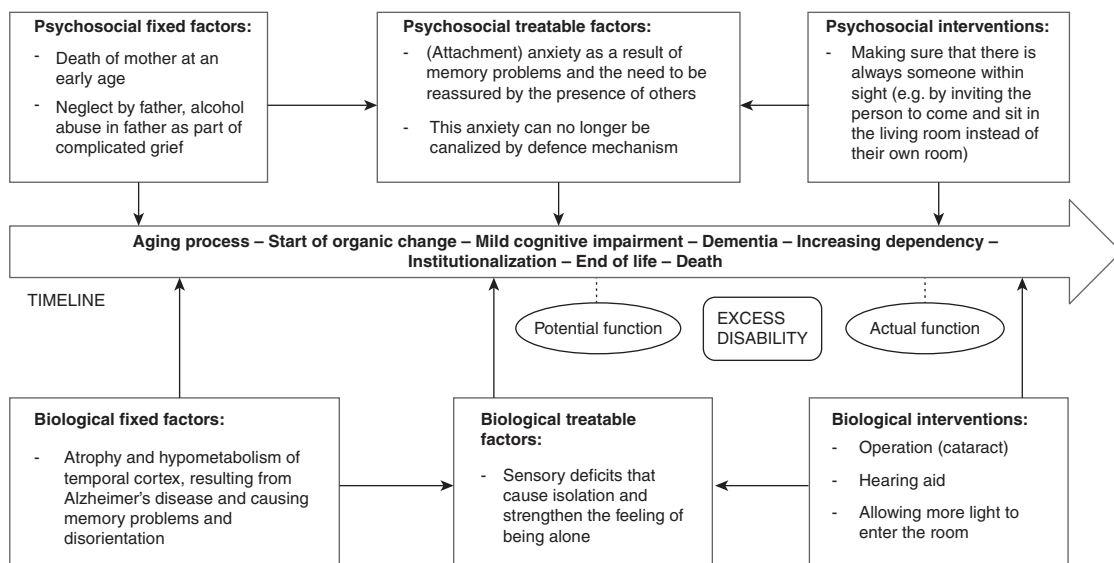 Psychosocial fixed factors:
- Death of mother at an
early age
- Neglect by father, alcohol
abuse in father as part of
complicated grief
Psychosocial treatable factors:
- (Attachment) anxiety as a result of
memory problems and the need to be
reassured by the presence of others
- This anxiety can no longer be
canalized by defence mechanism
Psychosocial interventions:
- Making sure that there is
always someone within
sight (e.g. by inviting the
person to come and sit in
the living room instead of
their own room)
Aging process – Start of organic change – Mild cognitive impairment – Dementia – Increasing dependency –
Institutionalization – End of life – Death
TIMELINE
Potential function
EXCESS
DISABILITY
Actual function
Biological fixed factors:
- Atrophy and hypometabolism of
temporal cortex, resulting from
Alzheimer's disease and causing
memory problems and
disorientation
Biological treatable
factors:
- Sensory deficits that
cause isolation and
strengthen the feeling of
being alone
Biological interventions:
- Operation (cataract)
- Hearing aid
- Allowing more light to
enter the room